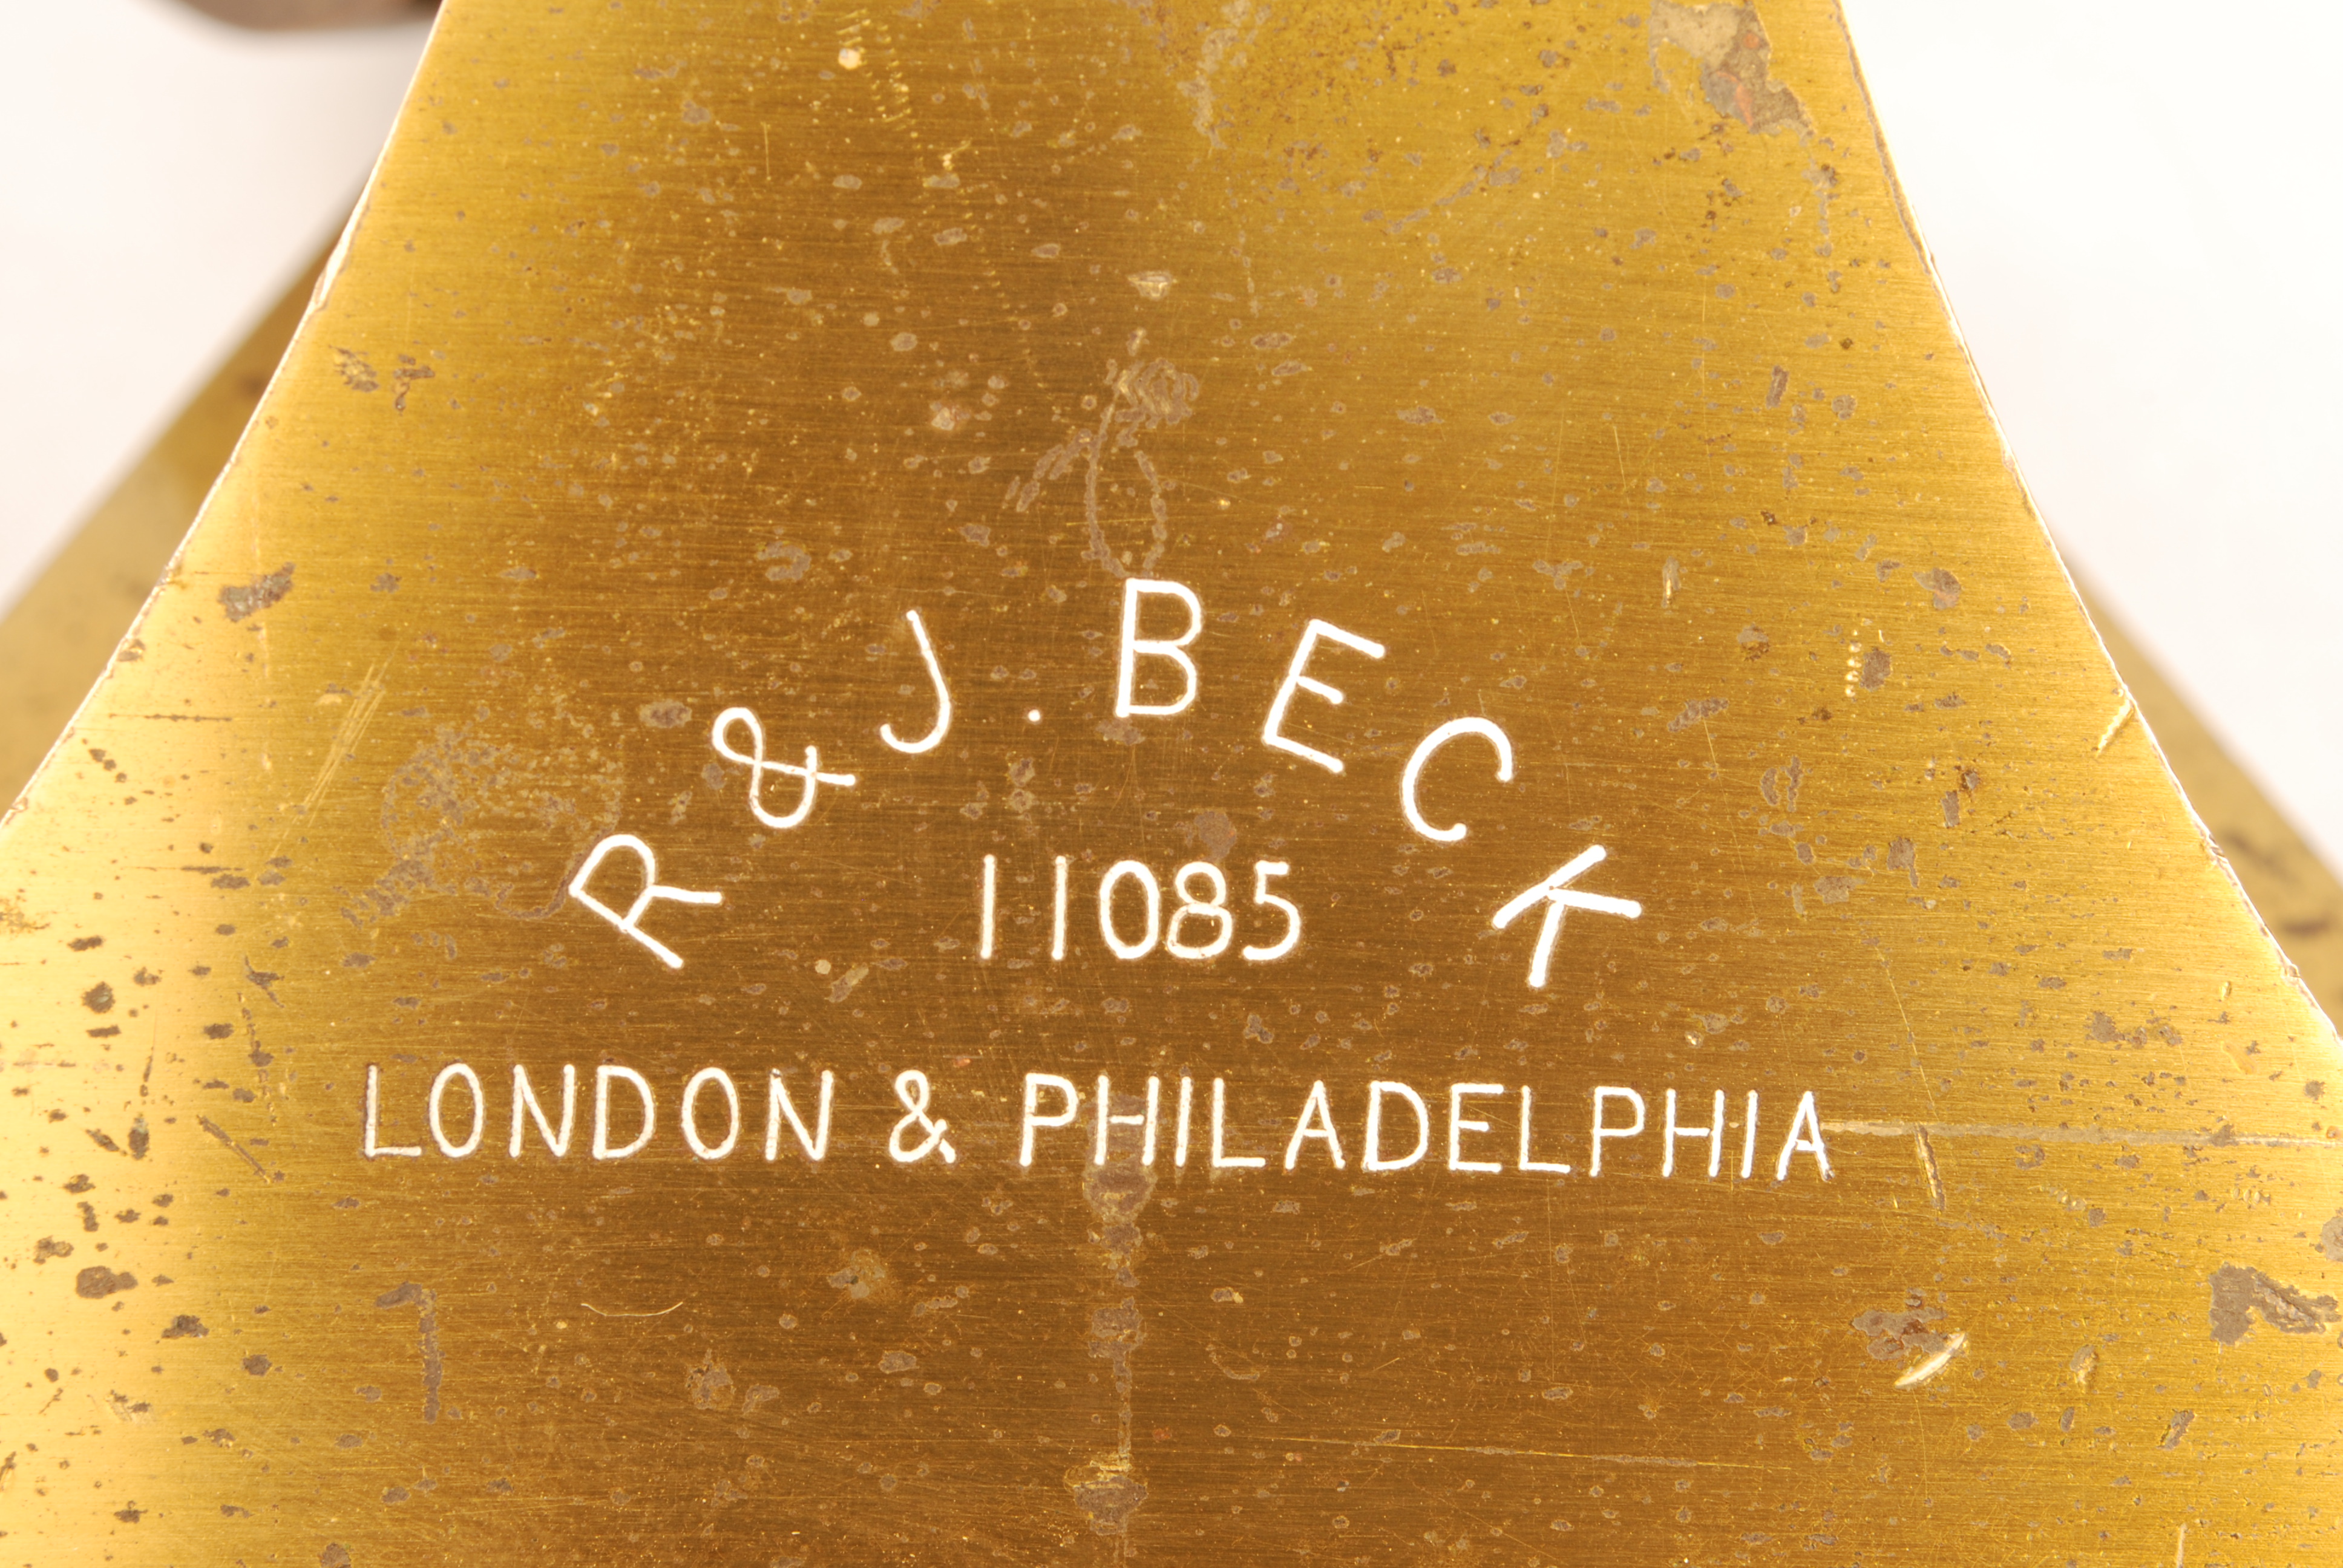 R & J. BECK
11085
LONDON & PHILADELPHIA